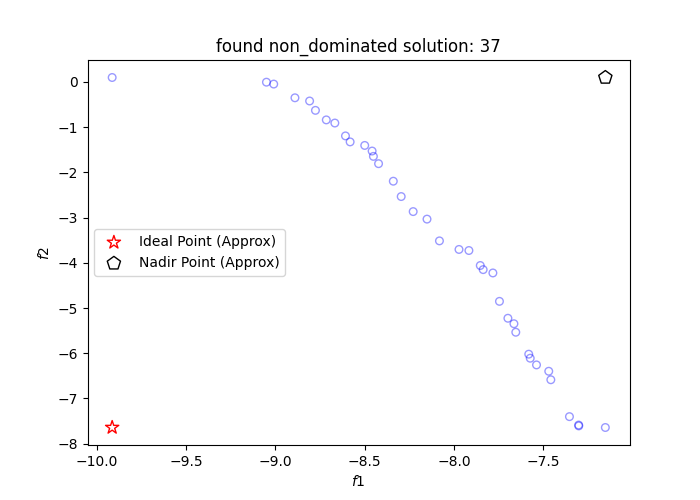 found non_dominated solution: 37
0
−1
−2
−3
−4
−5
−6
−7
−8
f2
Ideal Point (Approx)
Nadir Point (Approx)
−10.0 −9.5 −9.0 −8.5 −8.0 −7.5
f1